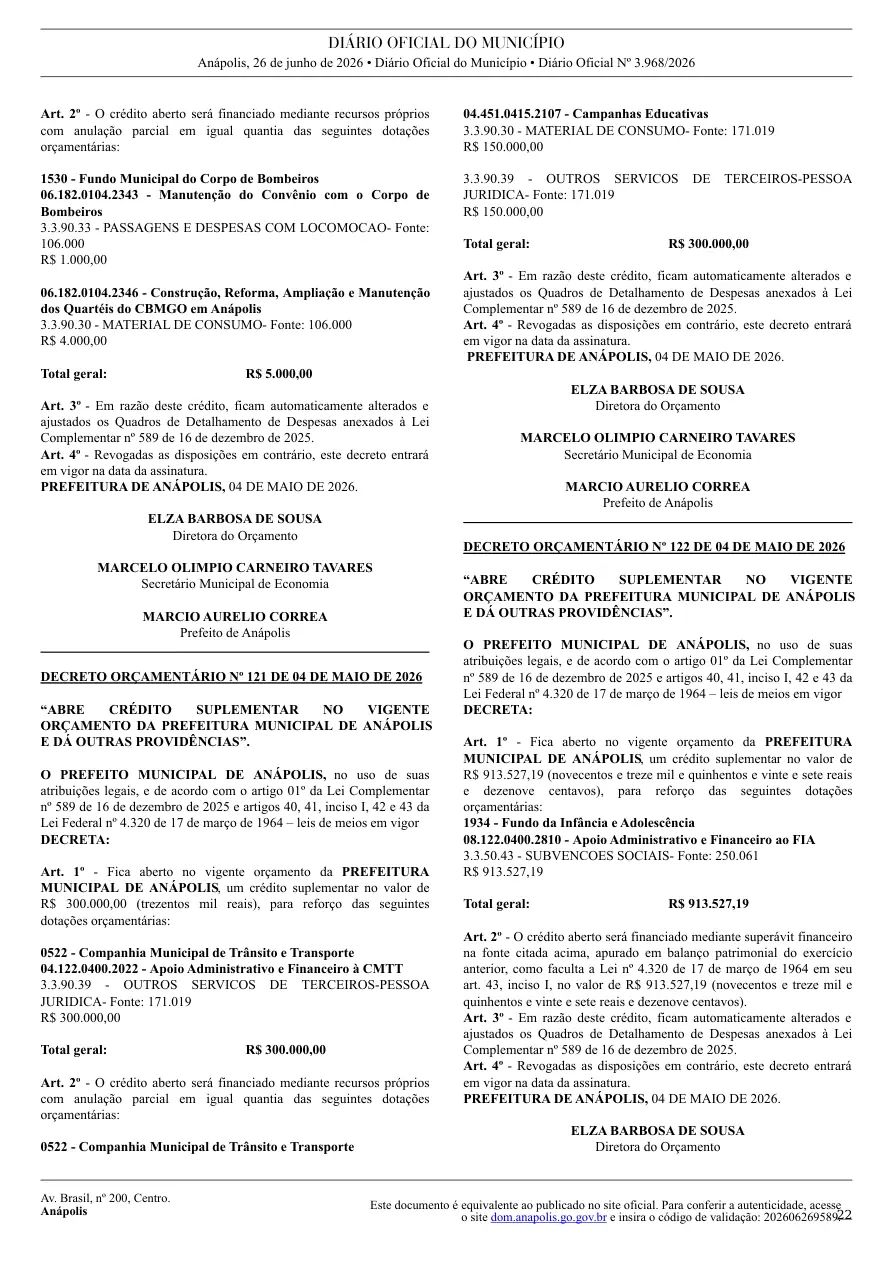 DIÁRIO OFICIAL DO MUNICÍPIO
Anápolis, 26 de junho de 2026 • Diário Oficial do Município • Diário Oficial Nº 3.968/2026
Art. 2º - O crédito aberto será financiado mediante recursos próprios
com anulação parcial em igual quantia das seguintes dotações
orçamentárias:
1530 - Fundo Municipal do Corpo de Bombeiros
06.182.0104.2343 - Manutenção do Convênio com o Corpo de
Bombeiros
3.3.90.33 - PASSAGENS E DESPESAS COM LOCOMOCAO- Fonte:
106.000
R$ 1.000,00
06.182.0104.2346 - Construção, Reforma, Ampliação e Manutenção
dos Quartéis do CBMGO em Anápolis
3.3.90.30 - MATERIAL DE CONSUMO- Fonte: 106.000
R$ 4.000,00
Total geral: R$ 5.000,00
Art. 3º - Em razão deste crédito, ficam automaticamente alterados e
ajustados os Quadros de Detalhamento de Despesas anexados à Lei
Complementar nº 589 de 16 de dezembro de 2025.
Art. 4º - Revogadas as disposições em contrário, este decreto entrará
em vigor na data da assinatura.
PREFEITURA DE ANÁPOLIS, 04 DE MAIO DE 2026.
ELZA BARBOSA DE SOUSA
Diretora do Orçamento
MARCELO OLIMPIO CARNEIRO TAVARES
Secretário Municipal de Economia
MARCIO AURELIO CORREA
Prefeito de Anápolis
DECRETO ORÇAMENTÁRIO Nº 121 DE 04 DE MAIO DE 2026
“ABRE CRÉDITO SUPLEMENTAR NO VIGENTE
ORÇAMENTO DA PREFEITURA MUNICIPAL DE ANÁPOLIS
E DÁ OUTRAS PROVIDÊNCIAS”.
O PREFEITO MUNICIPAL DE ANÁPOLIS, no uso de suas
atribuições legais, e de acordo com o artigo 01º da Lei Complementar
nº 589 de 16 de dezembro de 2025 e artigos 40, 41, inciso I, 42 e 43 da
Lei Federal nº 4.320 de 17 de março de 1964 – leis de meios em vigor
DECRETA:
Art. 1º - Fica aberto no vigente orçamento da PREFEITURA
MUNICIPAL DE ANÁPOLIS, um crédito suplementar no valor de
R$ 300.000,00 (trezentos mil reais), para reforço das seguintes
dotações orçamentárias:
0522 - Companhia Municipal de Trânsito e Transporte
04.122.0400.2022 - Apoio Administrativo e Financeiro à CMTT
3.3.90.39 - OUTROS SERVICOS DE TERCEIROS-PESSOA
JURIDICA- Fonte: 171.019
R$ 300.000,00
Total geral: R$ 300.000,00
Art. 2º - O crédito aberto será financiado mediante recursos próprios
com anulação parcial em igual quantia das seguintes dotações
orçamentárias:
0522 - Companhia Municipal de Trânsito e Transporte
04.451.0415.2107 - Campanhas Educativas
3.3.90.30 - MATERIAL DE CONSUMO- Fonte: 171.019
R$ 150.000,00
3.3.90.39 - OUTROS SERVICOS DE TERCEIROS-PESSOA
JURIDICA- Fonte: 171.019
R$ 150.000,00
Total geral: R$ 300.000,00
Art. 3º - Em razão deste crédito, ficam automaticamente alterados e
ajustados os Quadros de Detalhamento de Despesas anexados à Lei
Complementar nº 589 de 16 de dezembro de 2025.
Art. 4º - Revogadas as disposições em contrário, este decreto entrará
em vigor na data da assinatura.
PREFEITURA DE ANÁPOLIS, 04 DE MAIO DE 2026.
ELZA BARBOSA DE SOUSA
Diretora do Orçamento
MARCELO OLIMPIO CARNEIRO TAVARES
Secretário Municipal de Economia
MARCIO AURELIO CORREA
Prefeito de Anápolis
DECRETO ORÇAMENTÁRIO Nº 122 DE 04 DE MAIO DE 2026
“ABRE CRÉDITO SUPLEMENTAR NO VIGENTE
ORÇAMENTO DA PREFEITURA MUNICIPAL DE ANÁPOLIS
E DÁ OUTRAS PROVIDÊNCIAS”.
O PREFEITO MUNICIPAL DE ANÁPOLIS, no uso de suas
atribuições legais, e de acordo com o artigo 01º da Lei Complementar
nº 589 de 16 de dezembro de 2025 e artigos 40, 41, inciso I, 42 e 43 da
Lei Federal nº 4.320 de 17 de março de 1964 – leis de meios em vigor
DECRETA:
Art. 1º - Fica aberto no vigente orçamento da PREFEITURA
MUNICIPAL DE ANÁPOLIS, um crédito suplementar no valor de
R$ 913.527,19 (novecentos e treze mil e quinhentos e vinte e sete reais
e dezenove centavos), para reforço das seguintes dotações
orçamentárias:
1934 - Fundo da Infância e Adolescência
08.122.0400.2810 - Apoio Administrativo e Financeiro ao FIA
3.3.50.43 - SUBVENCOES SOCIAIS- Fonte: 250.061
R$ 913.527,19
Total geral: R$ 913.527,19
Art. 2º - O crédito aberto será financiado mediante superávit financeiro
na fonte citada acima, apurado em balanço patrimonial do exercício
anterior, como faculta a Lei nº 4.320 de 17 de março de 1964 em seu
art. 43, inciso I, no valor de R$ 913.527,19 (novecentos e treze mil e
quinhentos e vinte e sete reais e dezenove centavos).
Art. 3º - Em razão deste crédito, ficam automaticamente alterados e
ajustados os Quadros de Detalhamento de Despesas anexados à Lei
Complementar nº 589 de 16 de dezembro de 2025.
Art. 4º - Revogadas as disposições em contrário, este decreto entrará
em vigor na data da assinatura.
PREFEITURA DE ANÁPOLIS, 04 DE MAIO DE 2026.
ELZA BARBOSA DE SOUSA
Diretora do Orçamento
Av. Brasil, nº 200, Centro.
Anápolis
Este documento é equivalente ao publicado no site oficial. Para conferir a autenticidade, acesse
o site dom.anapolis.go.gov.br e insira o código de validação:
22